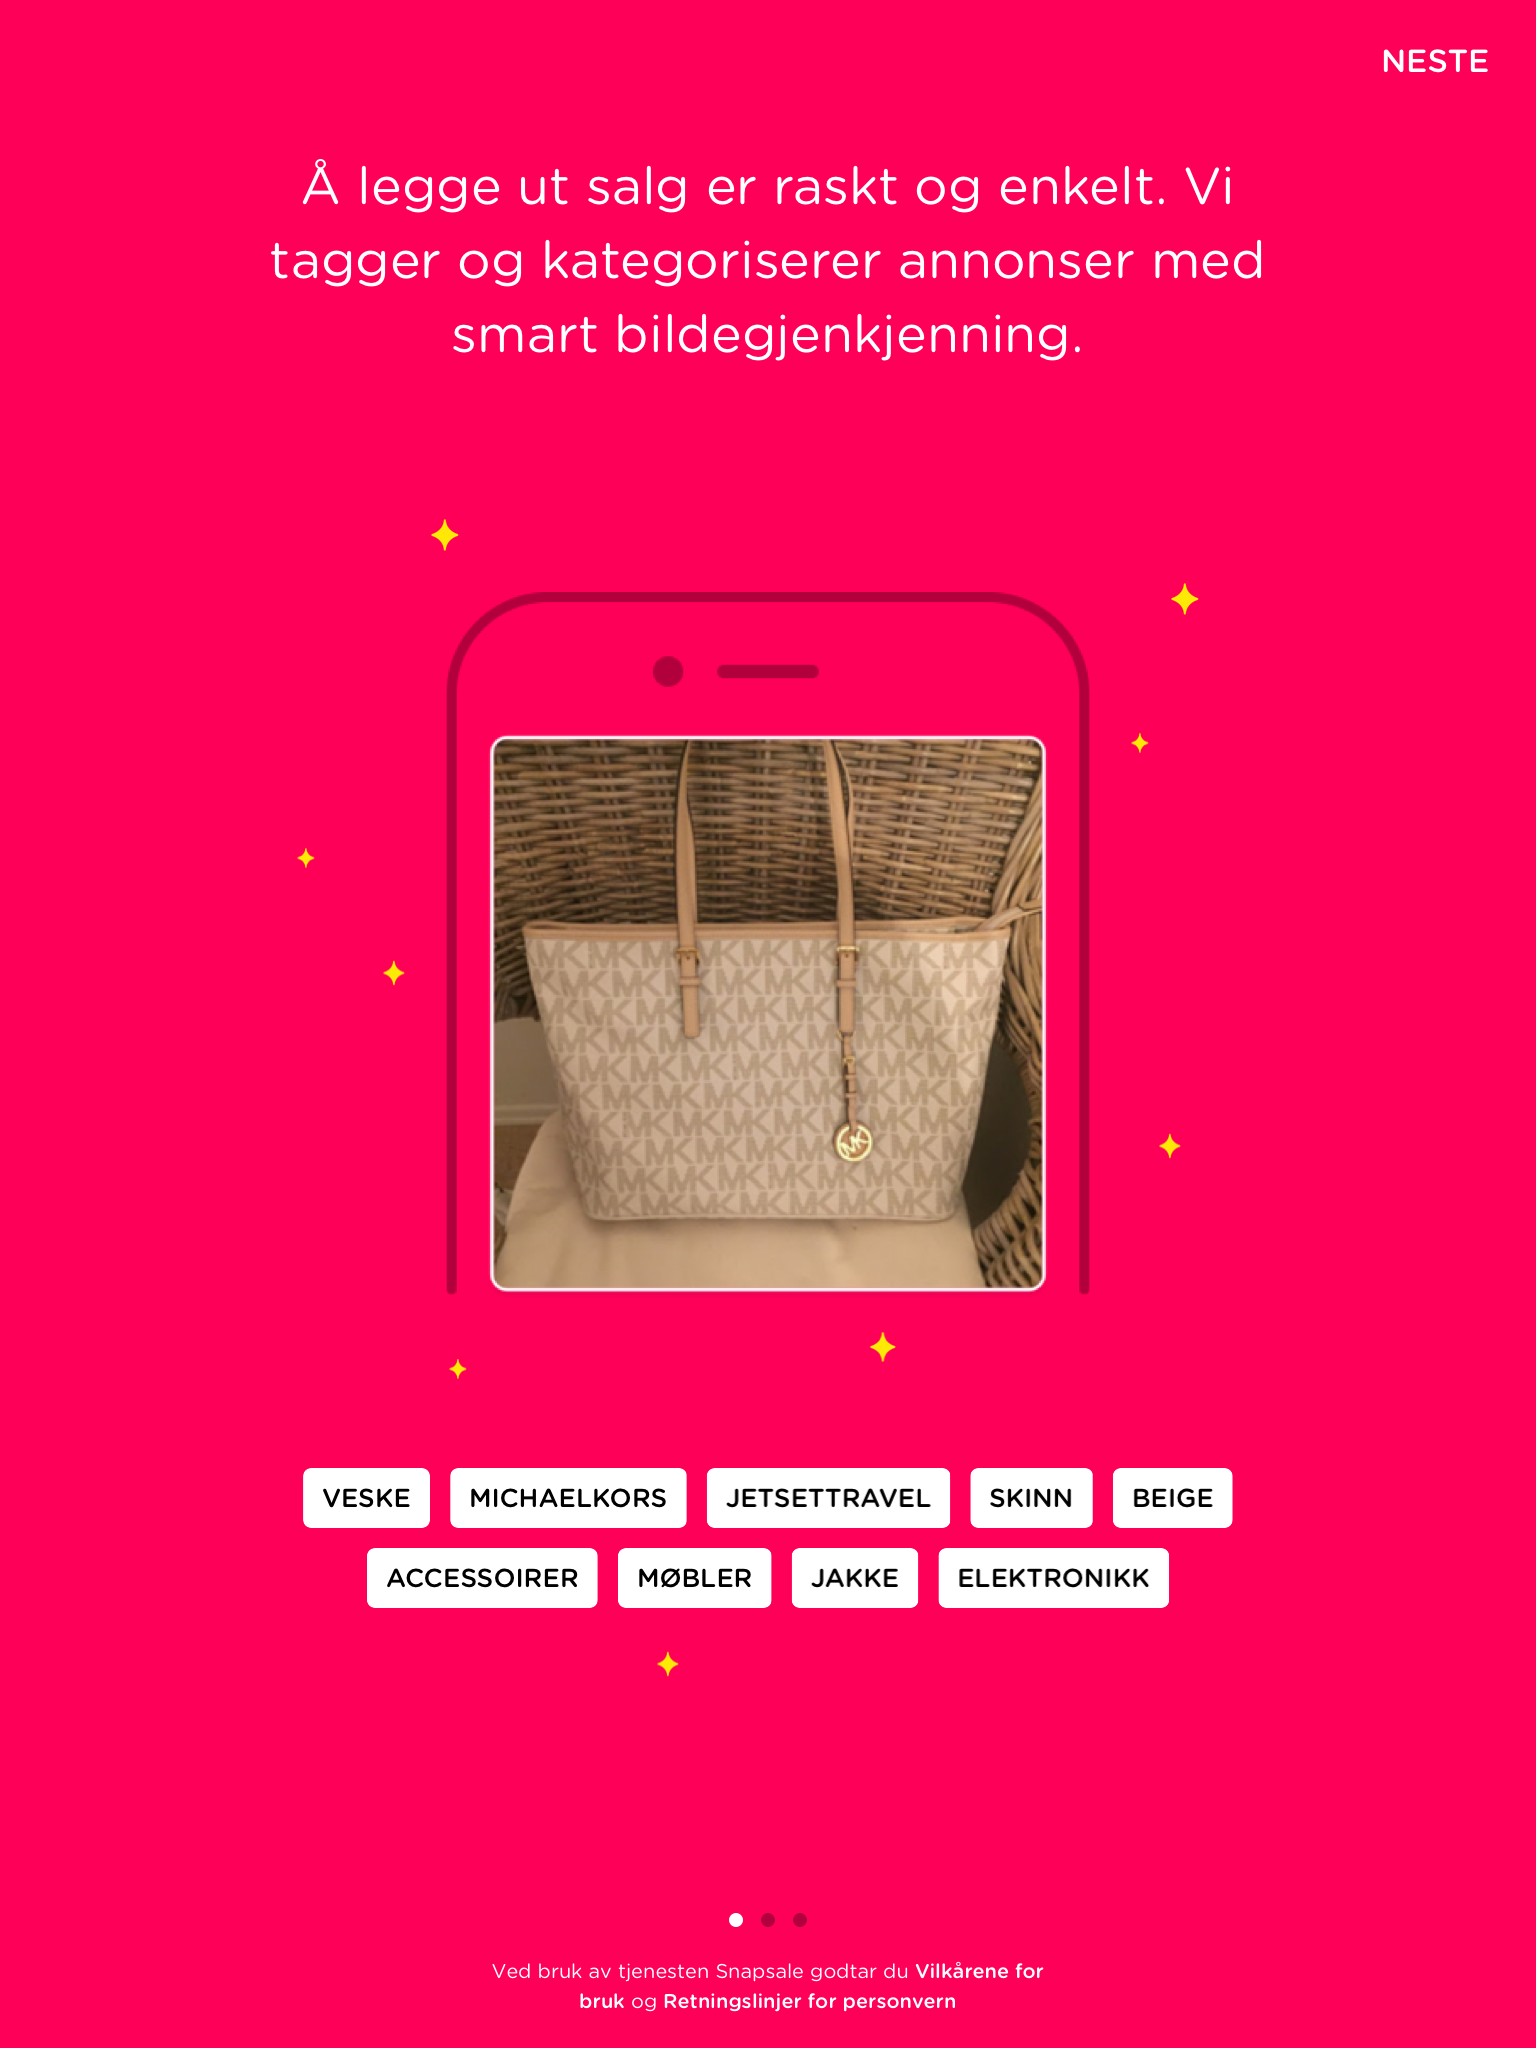 NESTE
Å legge ut salg er raskt og enkelt. Vi
tagger og kategoriserer annonser med
smart bildegjenkjenning.
MK
VESKE MICHAELKORS JETSETTRAVEL SKINN BEIGE
ACCESSOIRER MØBLER JAKKE ELEKTRONIKK
Ved bruk av tjenesten Snapsale godtar du Vilkårene for
bruk og Retningslinjer for personvern